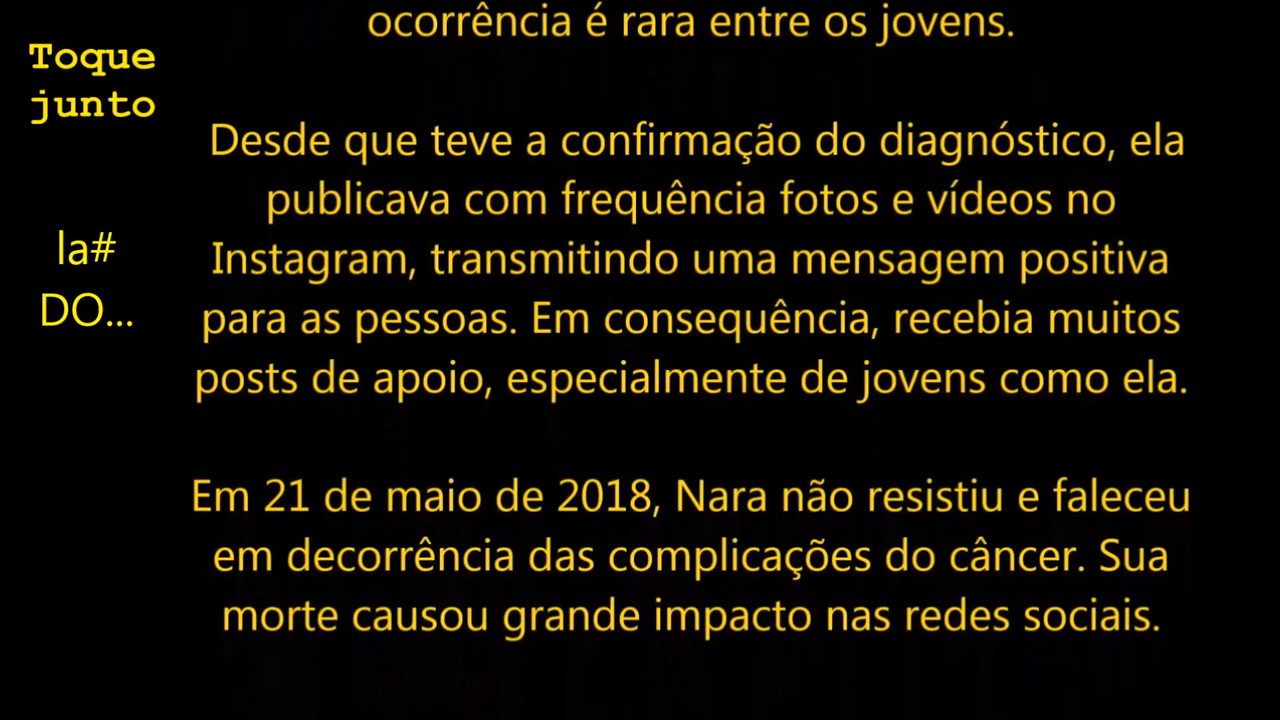 ocorrência é rara entre os jovens.
Toque
junto
la#
DO...
Desde que teve a confirmação do diagnóstico, ela
publicava com frequência fotos e vídeos no
Instagram, transmitindo uma mensagem positiva
para as pessoas. Em consequência, recebia muitos
posts de apoio, especialmente de jovens como ela.
Em 21 de maio de 2018, Nara não resistiu e faleceu
em decorrência das complicações do câncer. Sua
morte causou grande impacto nas redes sociais.